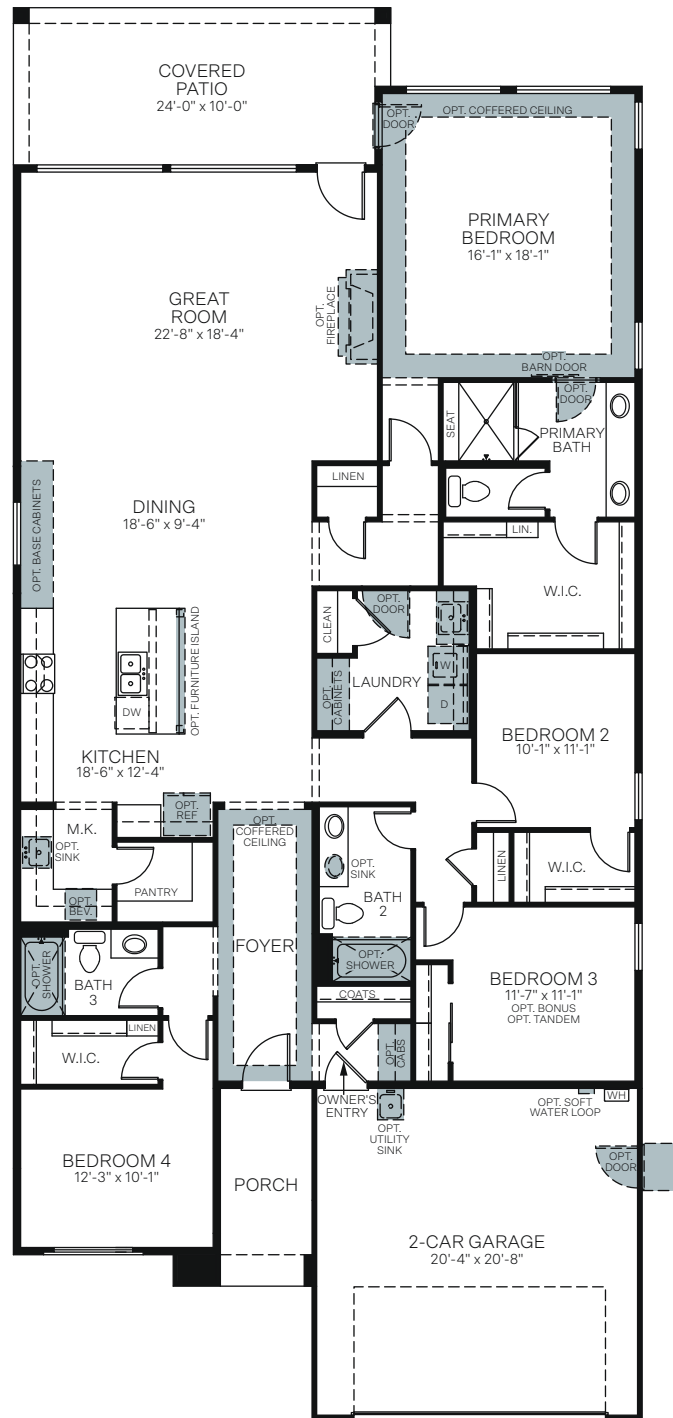 COVERED
PATIO
24'-0" x 10'-0"
OPT.
DOOR
OPT. COFFERED CEILING
PRIMARY
BEDROOM
16'-1" x 18'-1"
GREAT
ROOM
22'-8" x 18'-4"
OPT.
FIREPLACE
OPT.
BARN DOOR
OPT.
DOOR
SEAT
PRIMARY
BATH
LINEN
OPT. BASE CABINETS
DINING
18'-6" x 9'-4"
LIN.
W.I.C.
CLEAN
OPT.
DOOR
OPT. FURNITURE ISLAND
DW
LAUNDRY
W
D
OPT.
CABINETS
BEDROOM 2
10'-1" x 11'-1"
KITCHEN
18'-6" x 12'-4"
OPT.
REF
M.K.
OPT.
SINK
OPT.
COFFERED
CEILING
OPT.
SINK
PANTRY
OPT.
BEV.
BATH
2
LINEN
W.I.C.
FOYER
OPT.
SHOWER
OPT.
SHOWER
BATH
3
BEDROOM 3
11'-7" x 11'-1"
OPT. BONUS
OPT. TANDEM
COATS
LINEN
W.I.C.
OPT.
CABS
OWNER'S
ENTRY
OPT.
UTILITY
SINK
OPT. SOFT
WATER LOOP
WH
BEDROOM 4
12'-3" x 10'-1"
PORCH
OPT.
DOOR
2-CAR GARAGE
20'-4" x 20'-8"